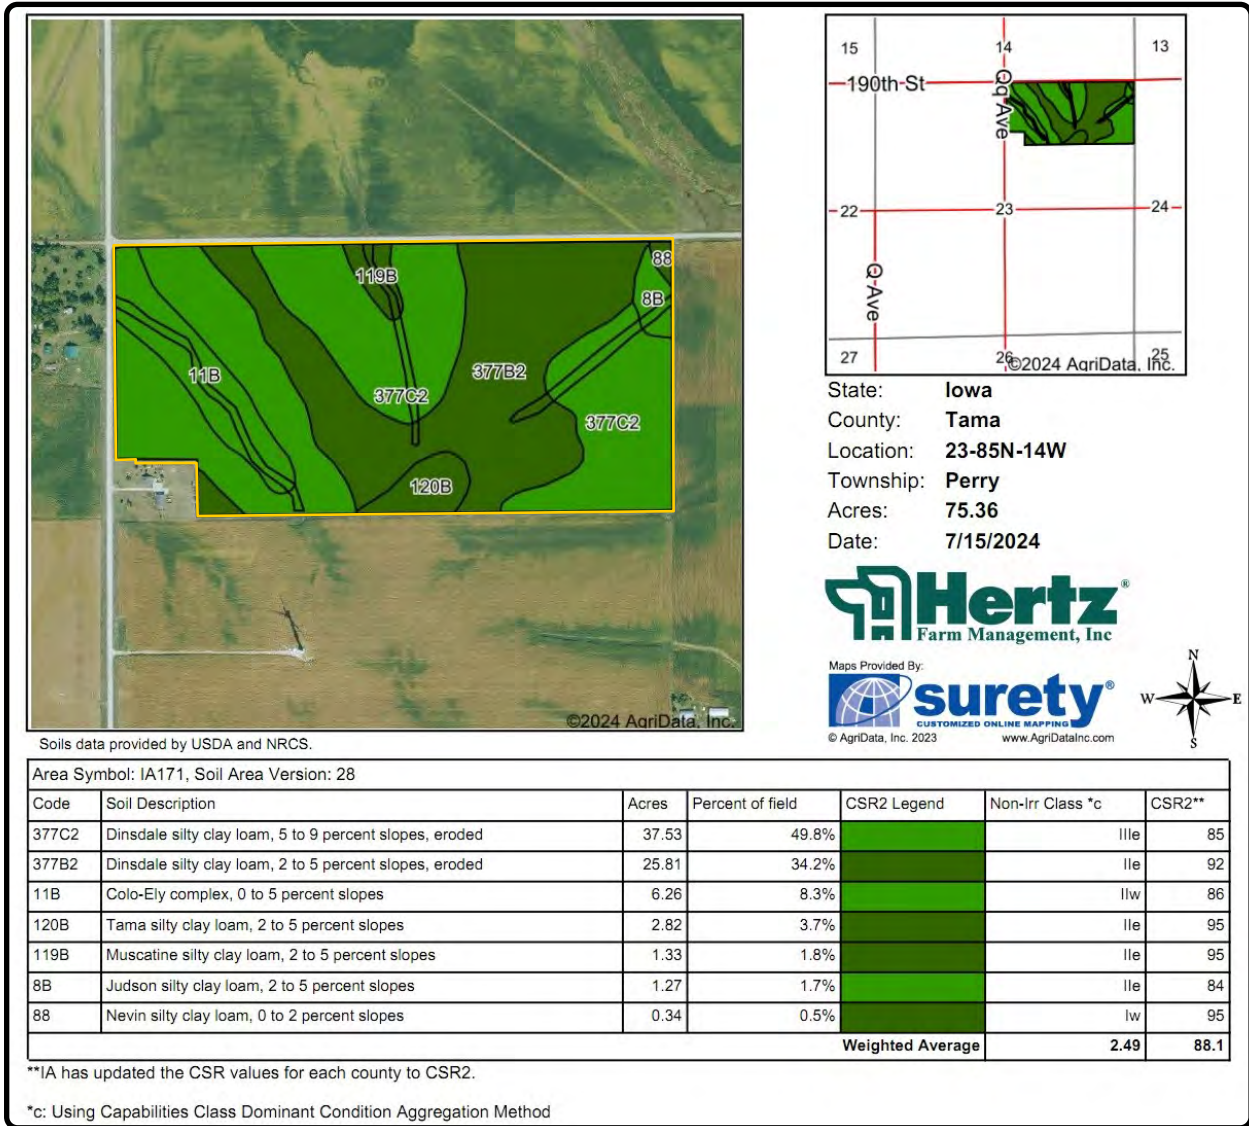 119B
88
8B
11B
377B2
377C2
377C2
120B
©2024 AgriData, Inc.
15
14
13
190th St
Qq Ave
22
23
24
Q Ave
27
26
25
©2024 AgriData, Inc.
State: Iowa
County: Tama
Location: 23-85N-14W
Township: Perry
Acres: 75.36
Date: 7/15/2024
Hertz®
Farm Management, Inc
Maps Provided By:
surety®
CUSTOMIZED ONLINE MAPPING
© AgriData, Inc. 2023 www.AgriDataInc.com
N
W E
S
Soils data provided by USDA and NRCS.
Area Symbol: IA171, Soil Area Version: 28
Code Soil Description Acres Percent of field CSR2 Legend Non-Irr Class *c CSR2**
377C2 Dinsdale silty clay loam, 5 to 9 percent slopes, eroded 37.53 49.8% IIIe 85
377B2 Dinsdale silty clay loam, 2 to 5 percent slopes, eroded 25.81 34.2% IIe 92
11B Colo-Ely complex, 0 to 5 percent slopes 6.26 8.3% IIw 86
120B Tama silty clay loam, 2 to 5 percent slopes 2.82 3.7% IIe 95
119B Muscatine silty clay loam, 2 to 5 percent slopes 1.33 1.8% IIe 95
8B Judson silty clay loam, 2 to 5 percent slopes 1.27 1.7% IIe 84
88 Nevin silty clay loam, 0 to 2 percent slopes 0.34 0.5% Iw 95
Weighted Average 2.49 88.1
**IA has updated the CSR values for each county to CSR2.
*c: Using Capabilities Class Dominant Condition Aggregation Method